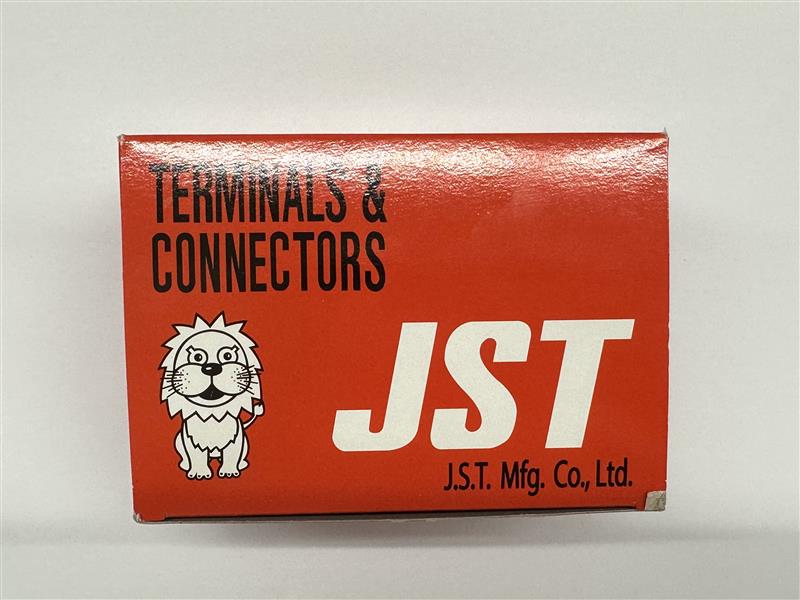 TERMINALS &
CONNECTORS
JST
J.S.T. Mfg. Co., Ltd.